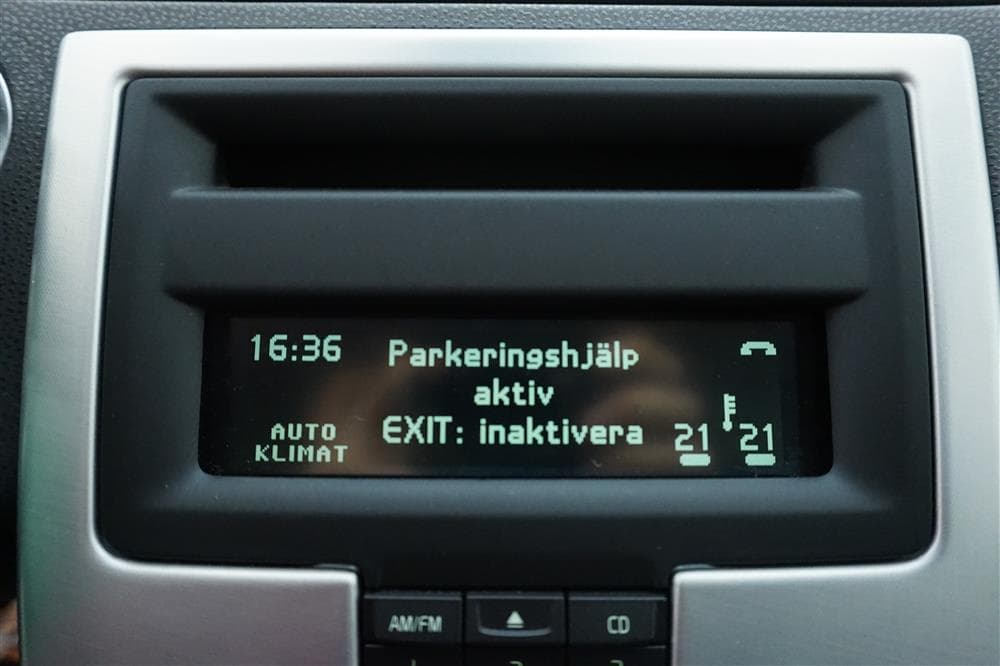 16:36
Parkeringshjälp
aktiv
EXIT: inaktivera
AUTO
KLIMAT
21 21
AM/FM CD